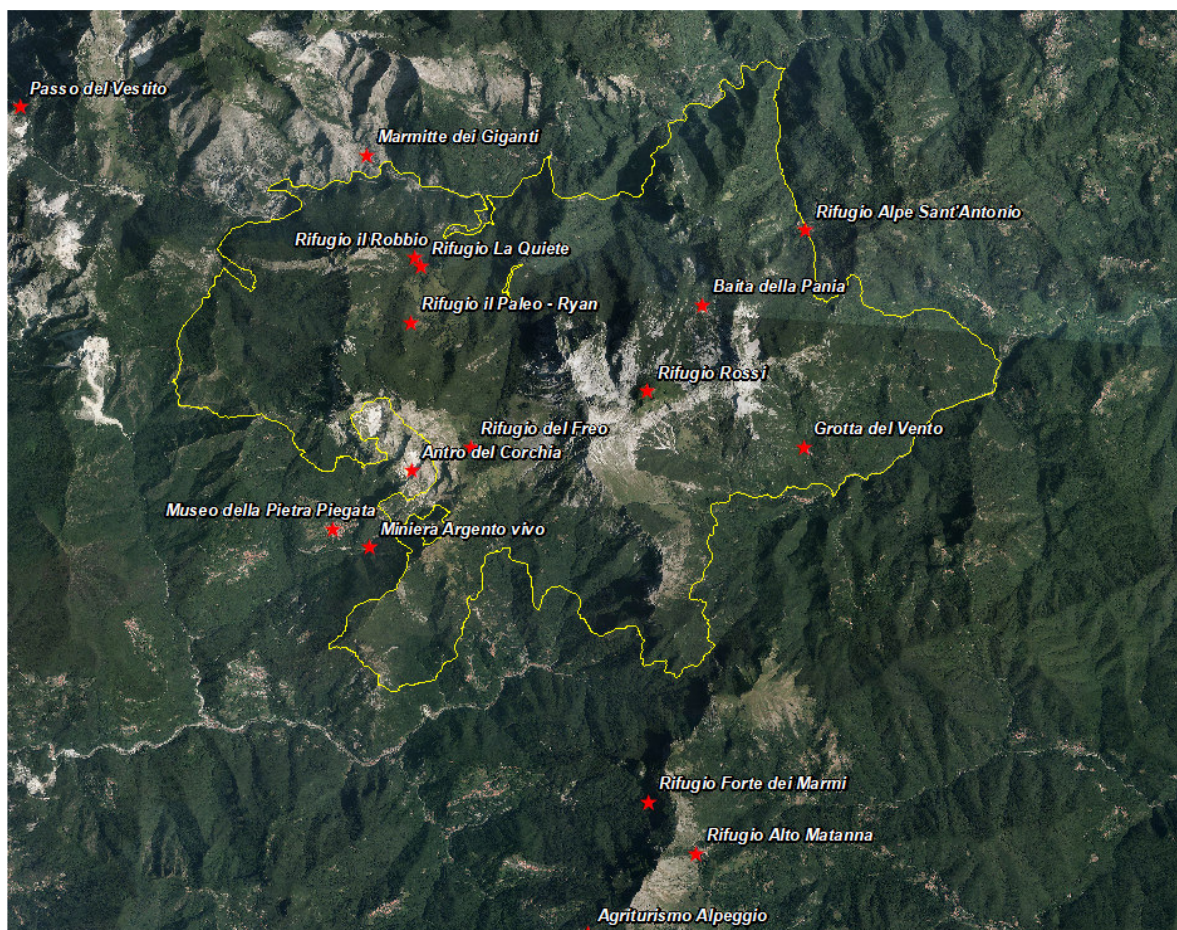 Passo del Vestito
Marmitte dei Giganti
Rifugio Alpe Sant'Antonio
Rifugio il Robbio
Rifugio La Quiete
Baita della Pania
Rifugio il Paleo - Ryan
Rifugio Rossi
Rifugio del Freo
Grotta del Vento
Antro del Corchia
Museo della Pietra Piegata
Miniera Argento vivo
Rifugio Forte dei Marmi
Rifugio Alto Matanna
Agriturismo Alpeggio